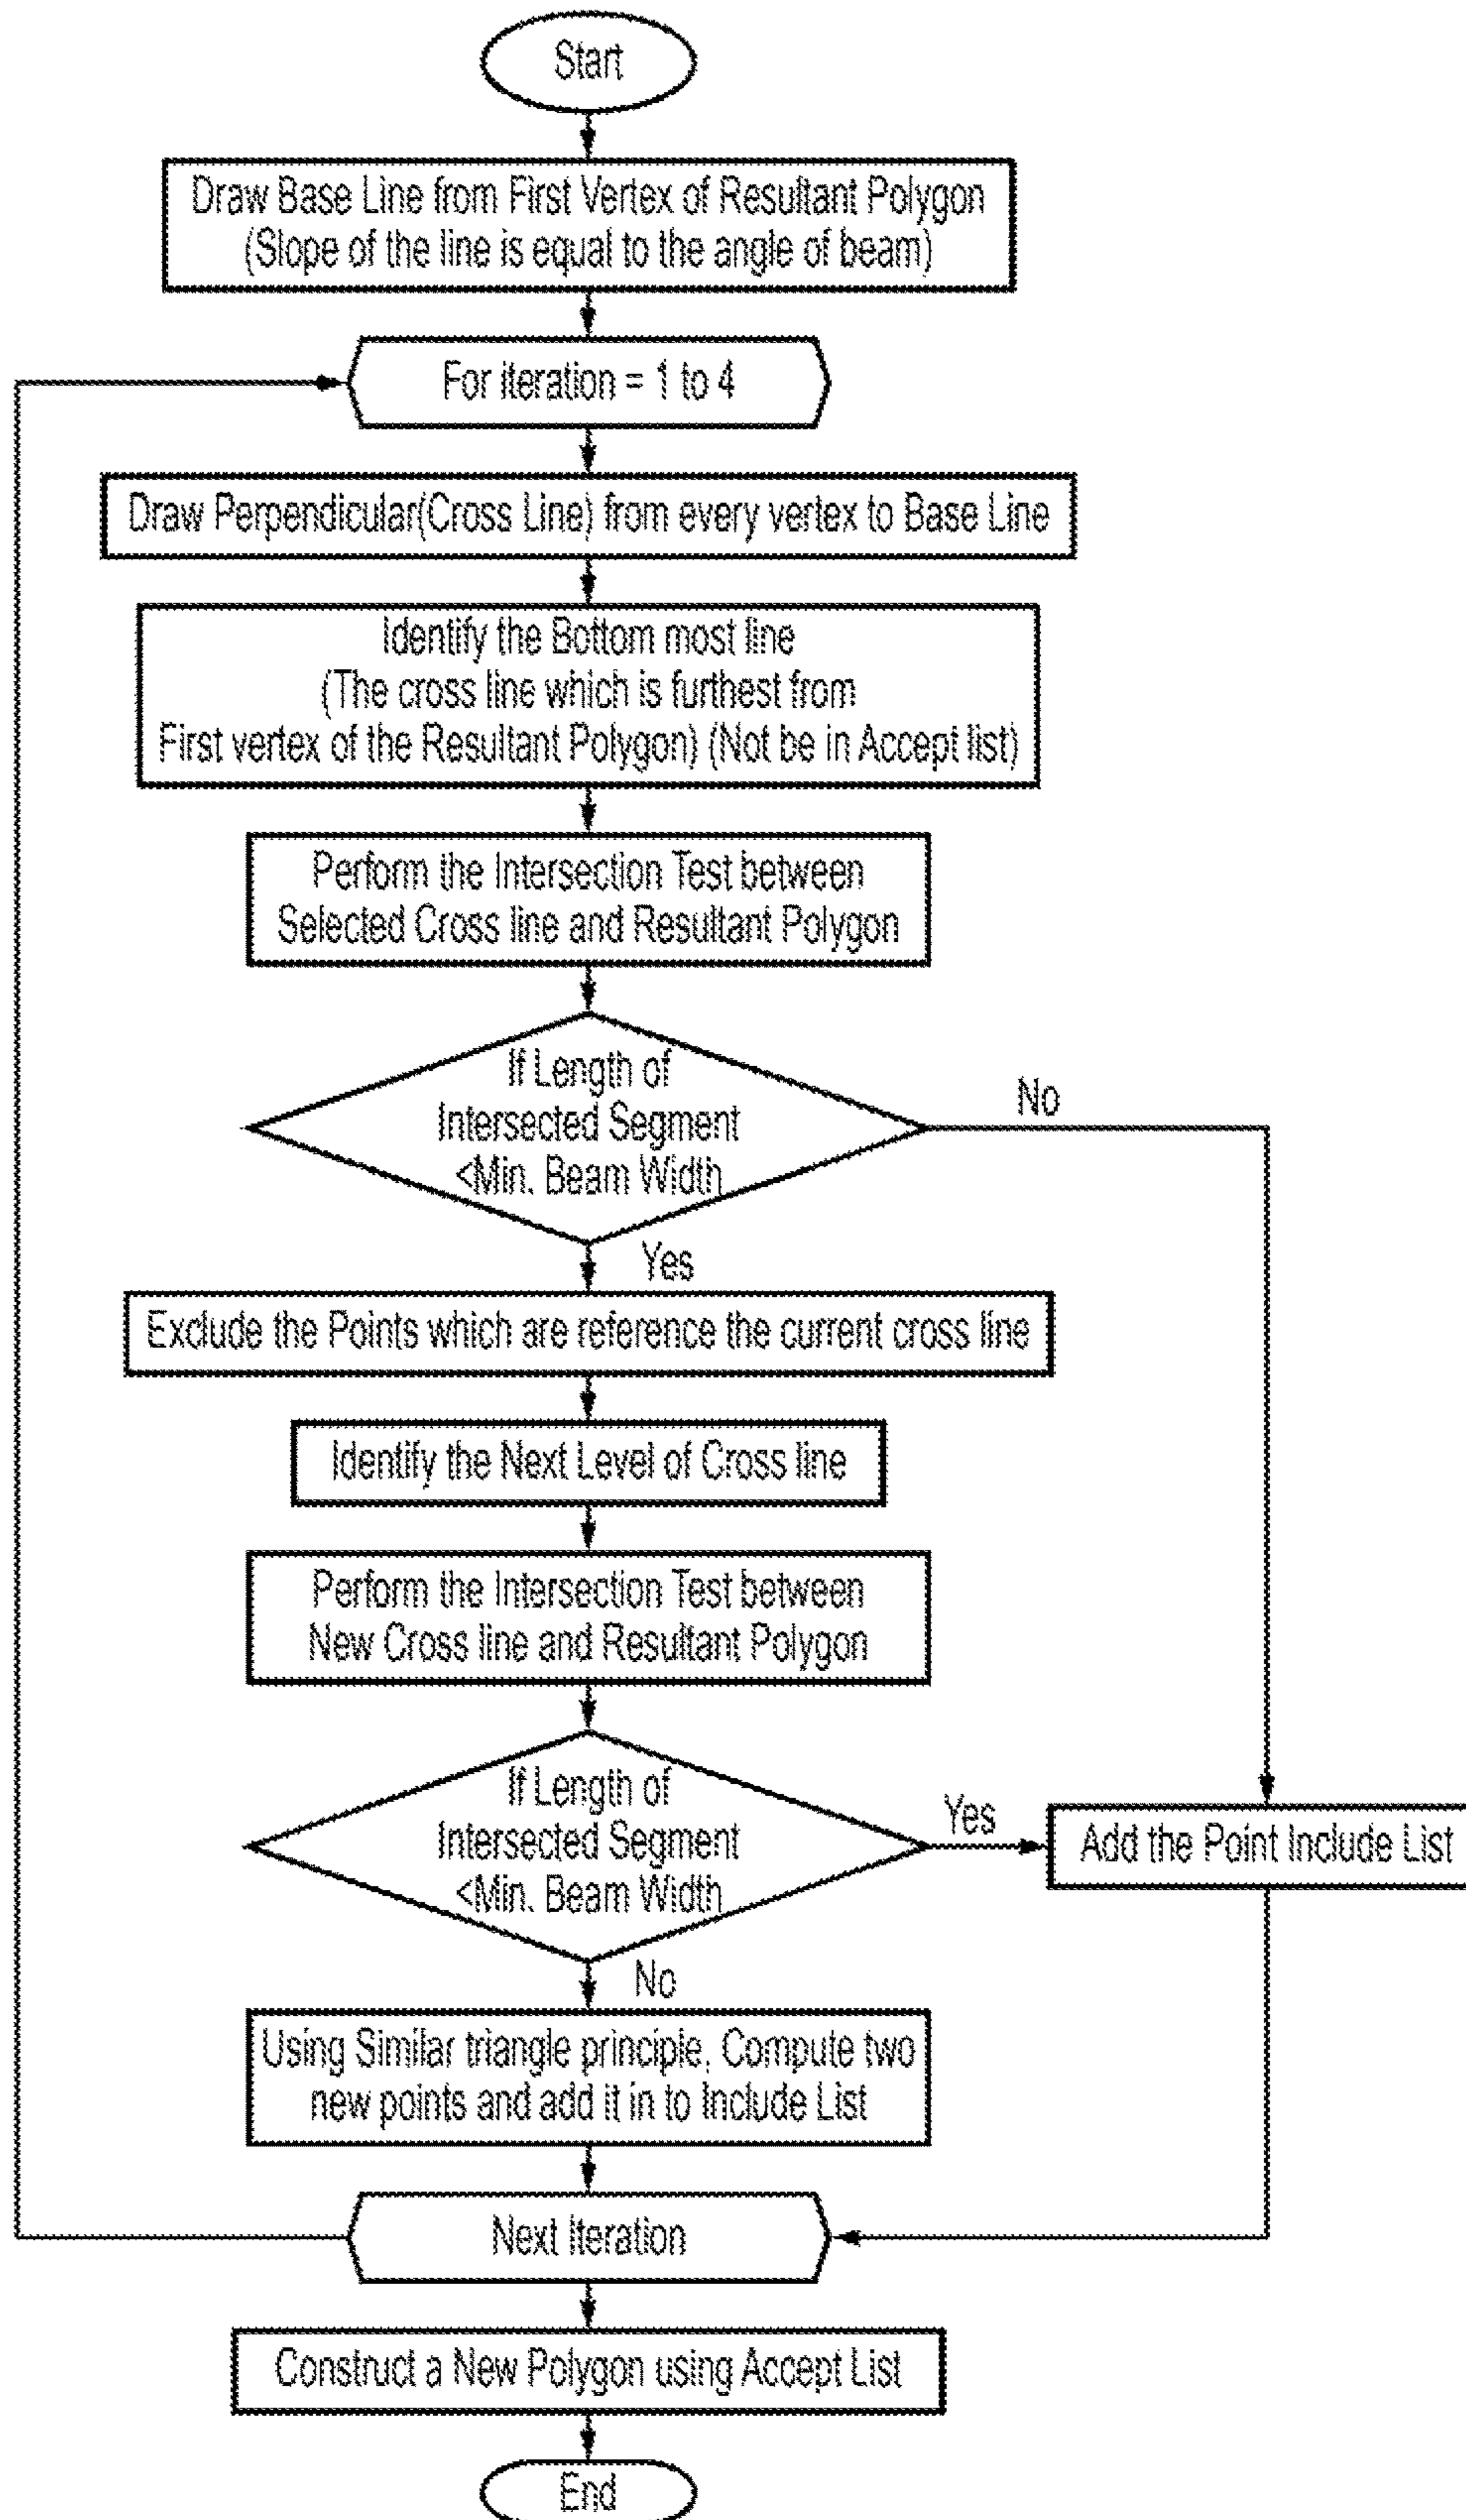 Start
Draw Base Line from First Vertex of Resultant Polygon
(Slope of the line is equal to the angle of beam)
For iteration = 1 to 4
Draw Perpendicular(Cross Line) from every vertex to Base Line
Identify the Bottom most line
(The cross line which is furthest from
First vertex of the Resultant Polygon) (Not be in Accept list)
Perform the Intersection Test between
Selected Cross line and Resultant Polygon
If Length of
Intersected Segment
<Min. Beam Width
No
Yes
Exclude the Points which are reference the current cross line
Identify the Next Level of Cross line
Perform the Intersection Test between
New Cross line and Resultant Polygon
If Length of
Intersected Segment
<Min. Beam Width
Yes
Add the Point Include List
No
Using Similar triangle principle, Compute two
new points and add it in to Include List
Next Iteration
Construct a New Polygon using Accept List
End